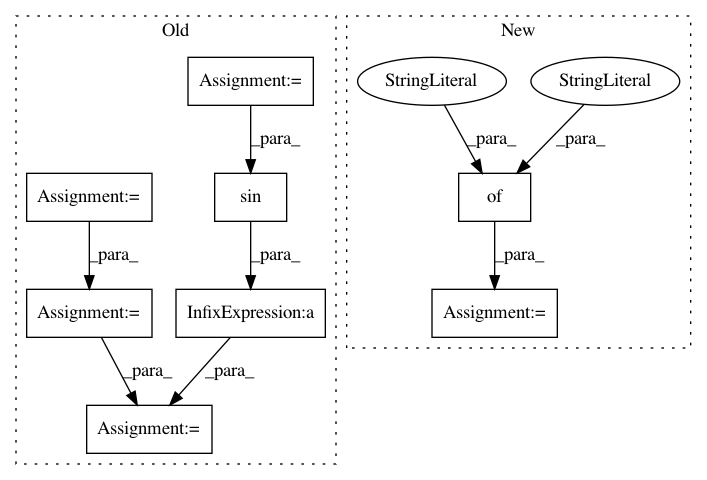 Old
New
Assignment:=
StringLiteral
StringLiteral
_para_
_para_
_para_
Assignment:=
sin
of
_para_
_para_
_para_
Assignment:=
InfixExpression:a
Assignment:=
_para_
_para_
Assignment:=